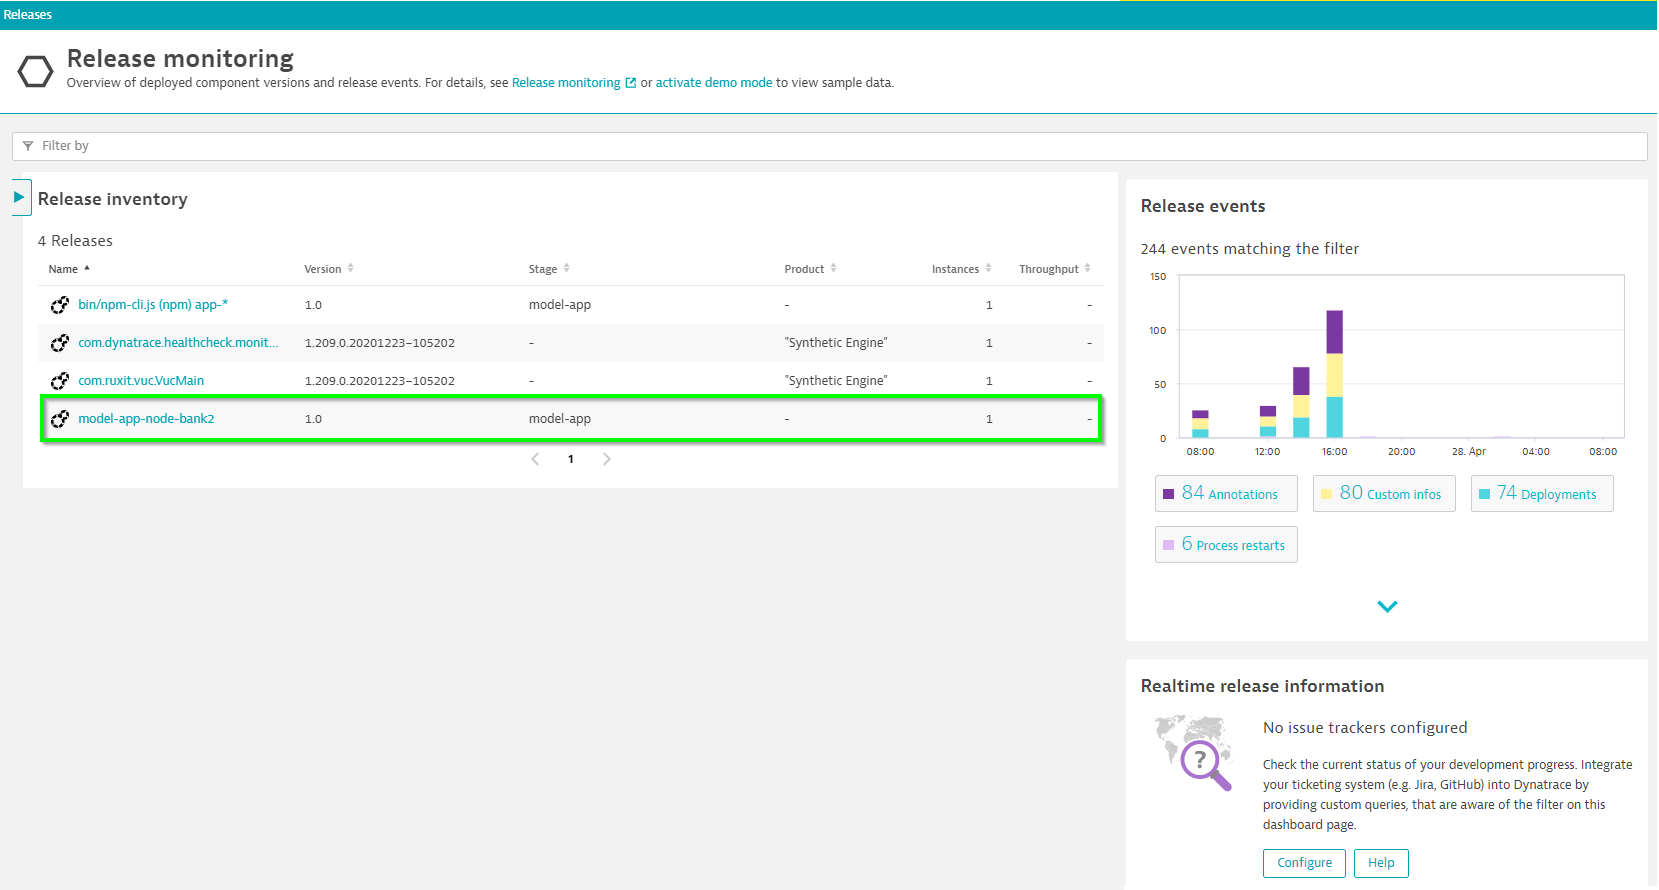 Releases
Release monitoring
Overview of deployed component versions and release events. For details, see Release monitoring or activate demo mode to view sample data.
Filter by
Release inventory
4 Releases
Name Version Stage Product Instances Throughput
bin/npm-cli.js (npm) app-* 1.0 model-app - 1 -
com.dynatrace.healthcheck.monit... 1.209.0.20201223-105202 - "Synthetic Engine" 1 -
com.ruxit.vuc.VucMain 1.209.0.20201223-105202 - "Synthetic Engine" 1 -
model-app-node-bank2 1.0 model-app - 1 -
1
Release events
244 events matching the filter
150
100
50
0
08:00 12:00 16:00 20:00 28. Apr 04:00 08:00
84 Annotations 80 Custom infos 74 Deployments
6 Process restarts
Realtime release information
No issue trackers configured
?
Check the current status of your development progress. Integrate
your ticketing system (e.g. Jira, GitHub) into Dynatrace by
providing custom queries, that are aware of the filter on this
dashboard page.
Configure Help